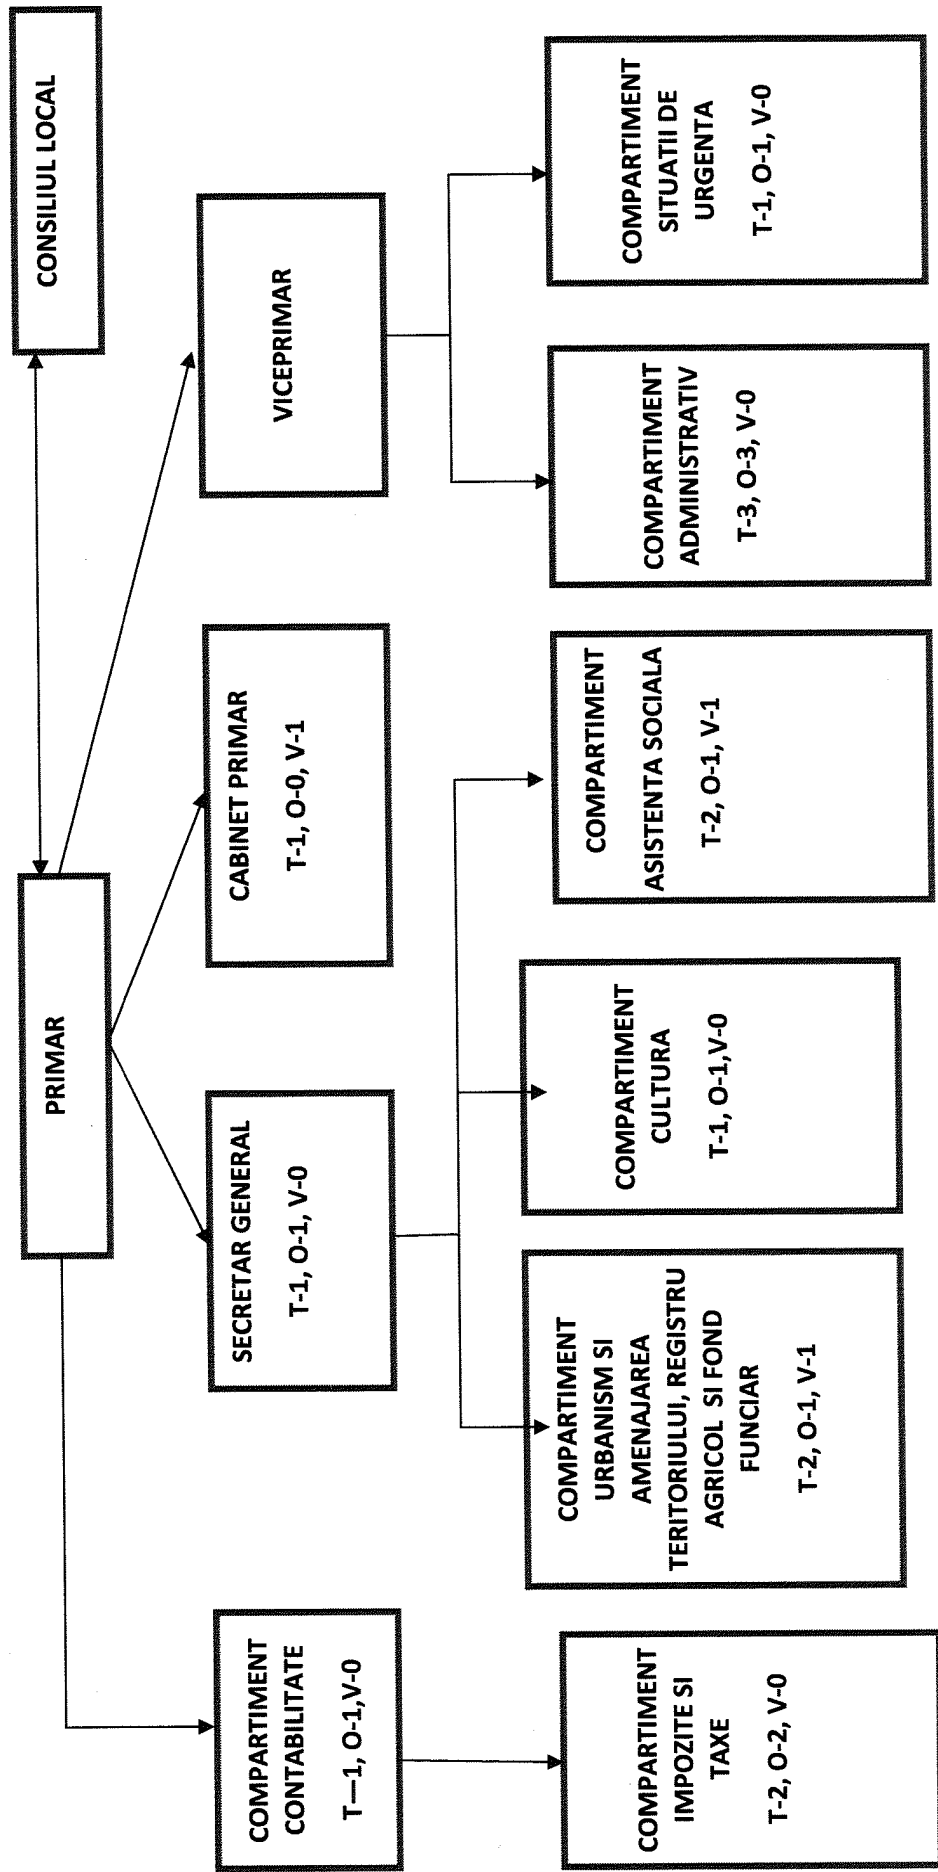 CONSILIUL LOCAL
PRIMAR
COMPARTIMENT
CONTABILITATE
T—1, O-1,V-0
SECRETAR GENERAL
T-1, O-1, V-0
CABINET PRIMAR
T-1, O-0, V-1
VICEPRIMAR
COMPARTIMENT
IMPOZITE SI
TAXE
T-2, O-2, V-0
COMPARTIMENT
URBANISM SI
AMENAJAREA
TERITORIULUI, REGISTRU
AGRICOL SI FOND
FUNCIAR
T-2, O-1, V-1
COMPARTIMENT
CULTURA
T-1, O-1,V-0
COMPARTIMENT
ASISTENTA SOCIALA
T-2, O-1, V-1
COMPARTIMENT
ADMINISTRATIV
T-3, O-3, V-0
COMPARTIMENT
SITUATII DE
URGENTA
T-1, O-1, V-0